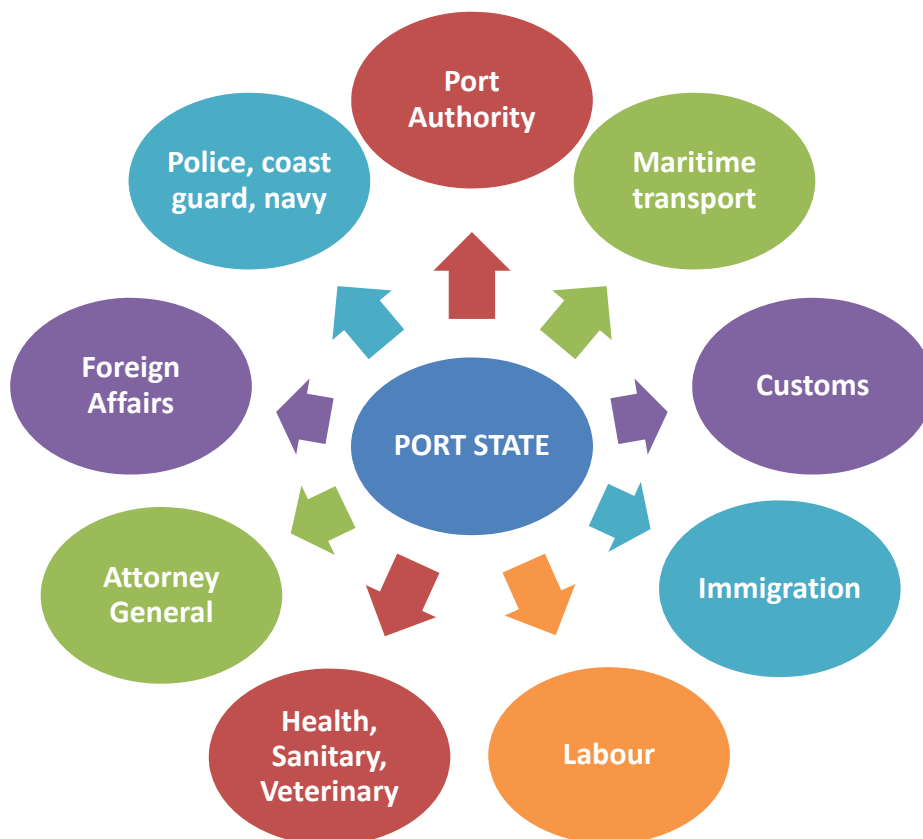 Port
Authority
Maritime
transport
Customs
Immigration
Labour
Health,
Sanitary,
Veterinary
Attorney
General
Foreign
Affairs
Police, coast
guard, navy
PORT STATE